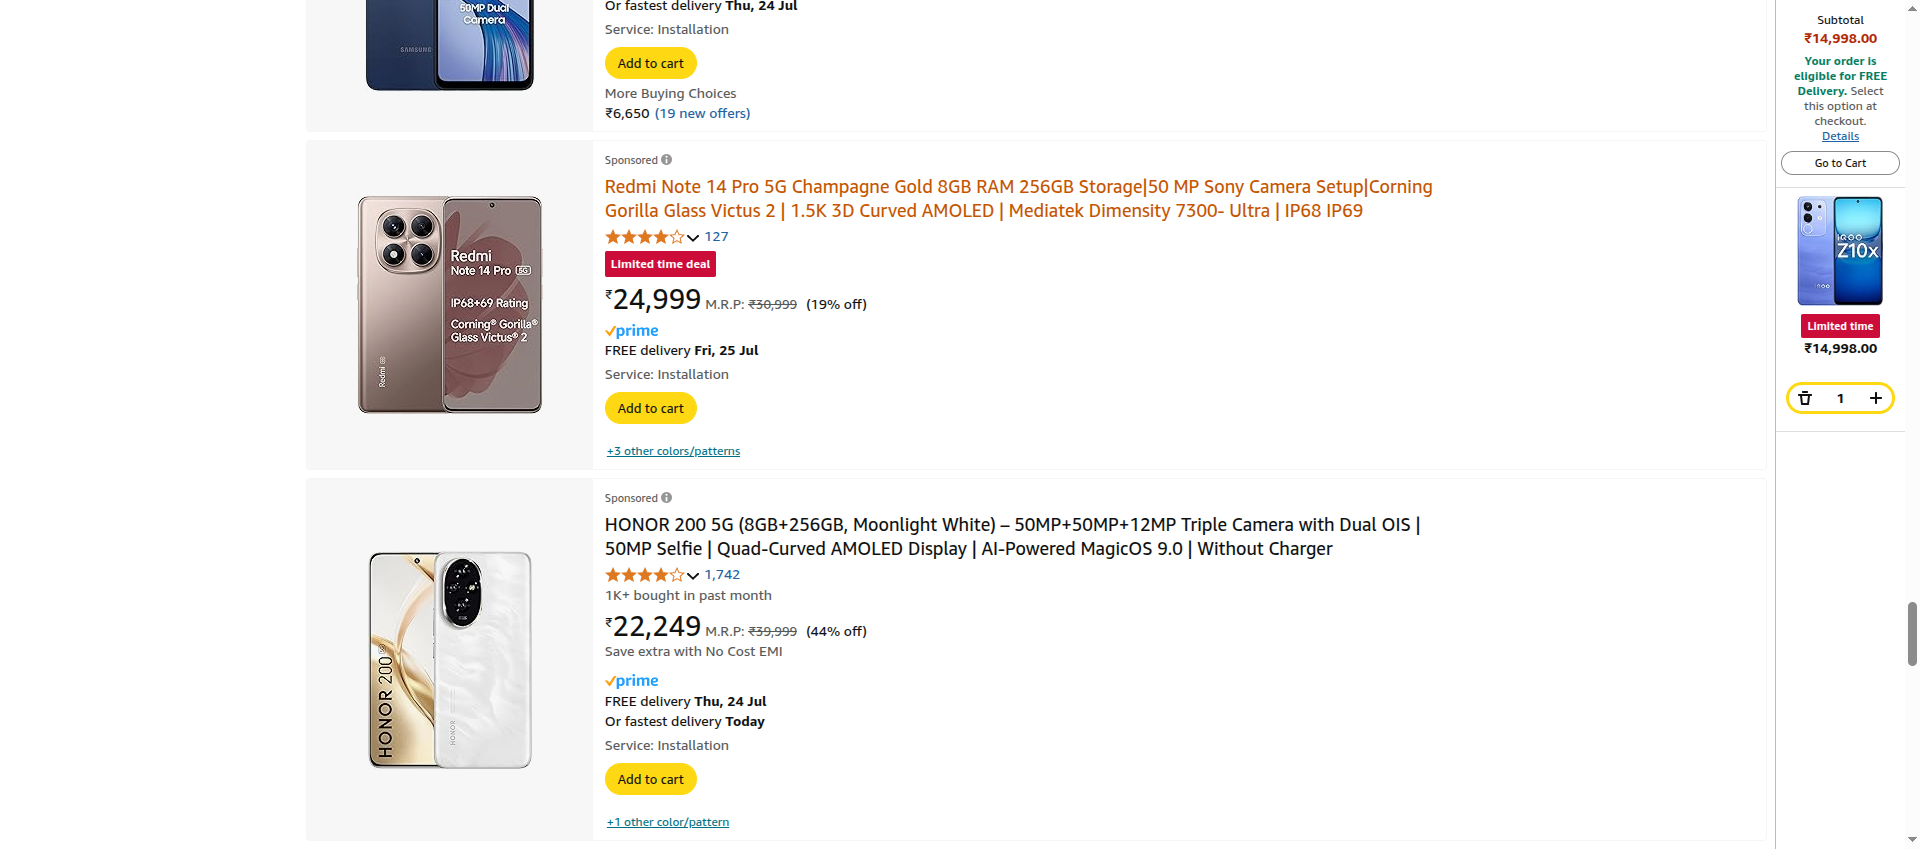 50MP Dual
Camera
SAMSUNG
Or fastest delivery Thu, 24 Jul
Service: Installation
Add to cart
More Buying Choices
₹6,650 (19 new offers)
Sponsored
Redmi Note 14 Pro 5G Champagne Gold 8GB RAM 256GB Storage|50 MP Sony Camera Setup|Corning
Gorilla Glass Victus 2 | 1.5K 3D Curved AMOLED | Mediatek Dimensity 7300- Ultra | IP68 IP69
127
Limited time deal
₹24,999 M.R.P: ₹30,999 (19% off)
prime
FREE delivery Fri, 25 Jul
Service: Installation
Add to cart
+3 other colors/patterns
Redmi
Note 14 Pro 5G
IP68+69 Rating
Corning® Gorilla®
Glass Victus® 2
Redmi
Sponsored
HONOR 200 5G (8GB+256GB, Moonlight White) – 50MP+50MP+12MP Triple Camera with Dual OIS |
50MP Selfie | Quad-Curved AMOLED Display | AI-Powered MagicOS 9.0 | Without Charger
1,742
1K+ bought in past month
₹22,249 M.R.P: ₹39,999 (44% off)
Save extra with No Cost EMI
prime
FREE delivery Thu, 24 Jul
Or fastest delivery Today
Service: Installation
Add to cart
+1 other color/pattern
HONOR 200
HONOR
Subtotal
₹14,998.00
Your order is
eligible for FREE
Delivery. Select
this option at
checkout.
Details
Go to Cart
iQOO
Z10x
iQOO
Limited time
₹14,998.00
1